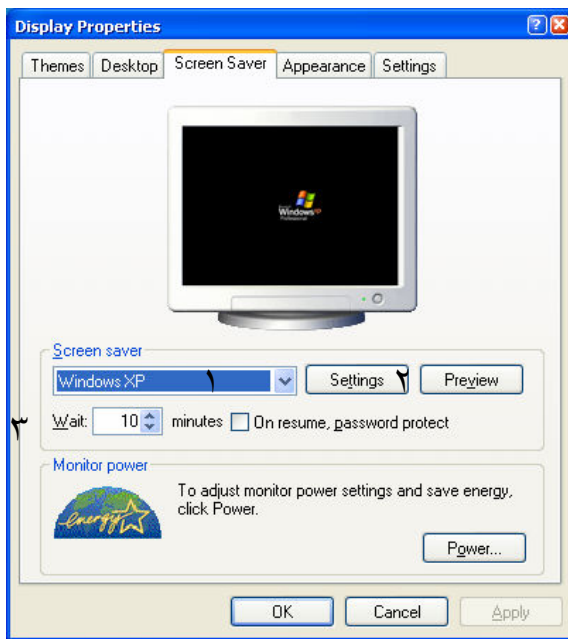 Display Properties
Themes Desktop Screen Saver Appearance Settings
Windows xp
Professional
Screen saver
Windows XP ١ Settings ٢ Preview
٣ Wait: 10 minutes On resume, password protect
Monitor power
To adjust monitor power settings and save energy,
click Power.
energy
Power...
OK Cancel Apply